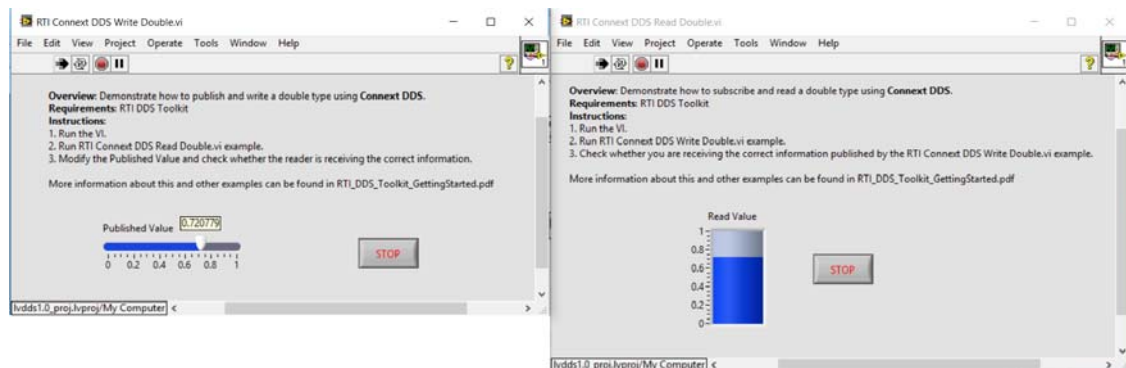 RTI Connext DDS Write Double.vi
File Edit View Project Operate Tools Window Help
Overview: Demonstrate how to publish and write a double type using Connext DDS.
Requirements: RTI DDS Toolkit
Instructions:
1. Run the VI.
2. Run RTI Connext DDS Read Double.vi example.
3. Modify the Published Value and check whether the reader is receiving the correct information.
More information about this and other examples can be found in RTI_DDS_Toolkit_GettingStarted.pdf
Published Value 0.720779
0 0.2 0.4 0.6 0.8 1
STOP
lvdds1.0_proj.lvproj/My Computer
RTI Connext DDS Read Double.vi
File Edit View Project Operate Tools Window Help
Overview: Demonstrate how to subscribe and read a double type using Connext DDS.
Requirements: RTI DDS Toolkit
Instructions:
1. Run the VI.
2. Run RTI Connext DDS Write Double.vi example.
3. Check whether you are receiving the correct information published by the RTI Connext DDS Write Double.vi example.
More information about this and other examples can be found in RTI_DDS_Toolkit_GettingStarted.pdf
Read Value
1
0.8
0.6
0.4
0.2
0
STOP
lvdds1.0_proj.lvproj/My Computer